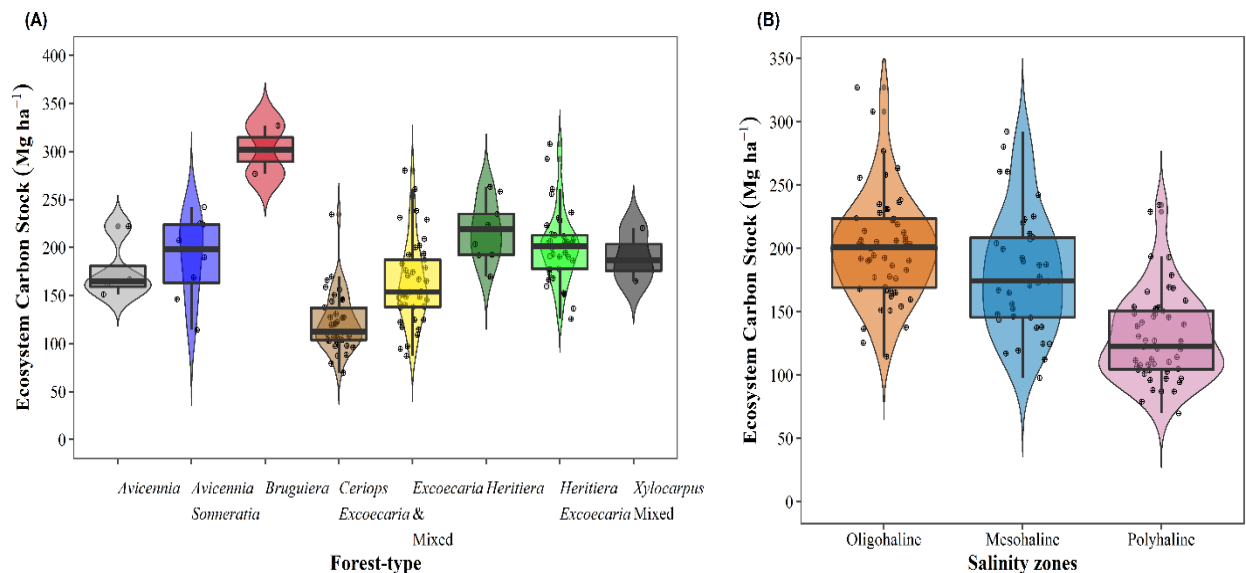 (A)
Ecosystem Carbon Stock (Mg ha⁻¹)
400
350
300
250
200
150
100
50
0
Avicennia Avicennia Bruguiera Ceriops Excoecaria Heritiera Heritiera Xylocarpus
Sonneratia Excoecaria & Excoecaria Mixed
Mixed
Forest-type
(B)
Ecosystem Carbon Stock (Mg ha⁻¹)
350
300
250
200
150
100
50
0
Oligohaline Mesohaline Polyhaline
Salinity zones